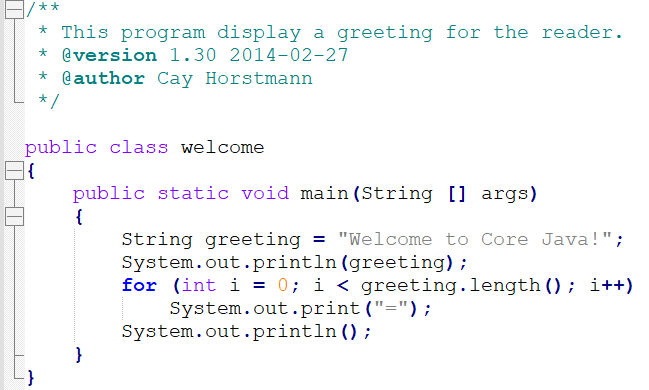 /**
 * This program display a greeting for the reader.
 * @version 1.30 2014-02-27
 * @author Cay Horstmann
 */
public class welcome
{
    public static void main(String [] args)
    {
        String greeting = "Welcome to Core Java!";
        System.out.println(greeting);
        for (int i = 0; i < greeting.length(); i++)
            System.out.print("=");
        System.out.println();
    }
}